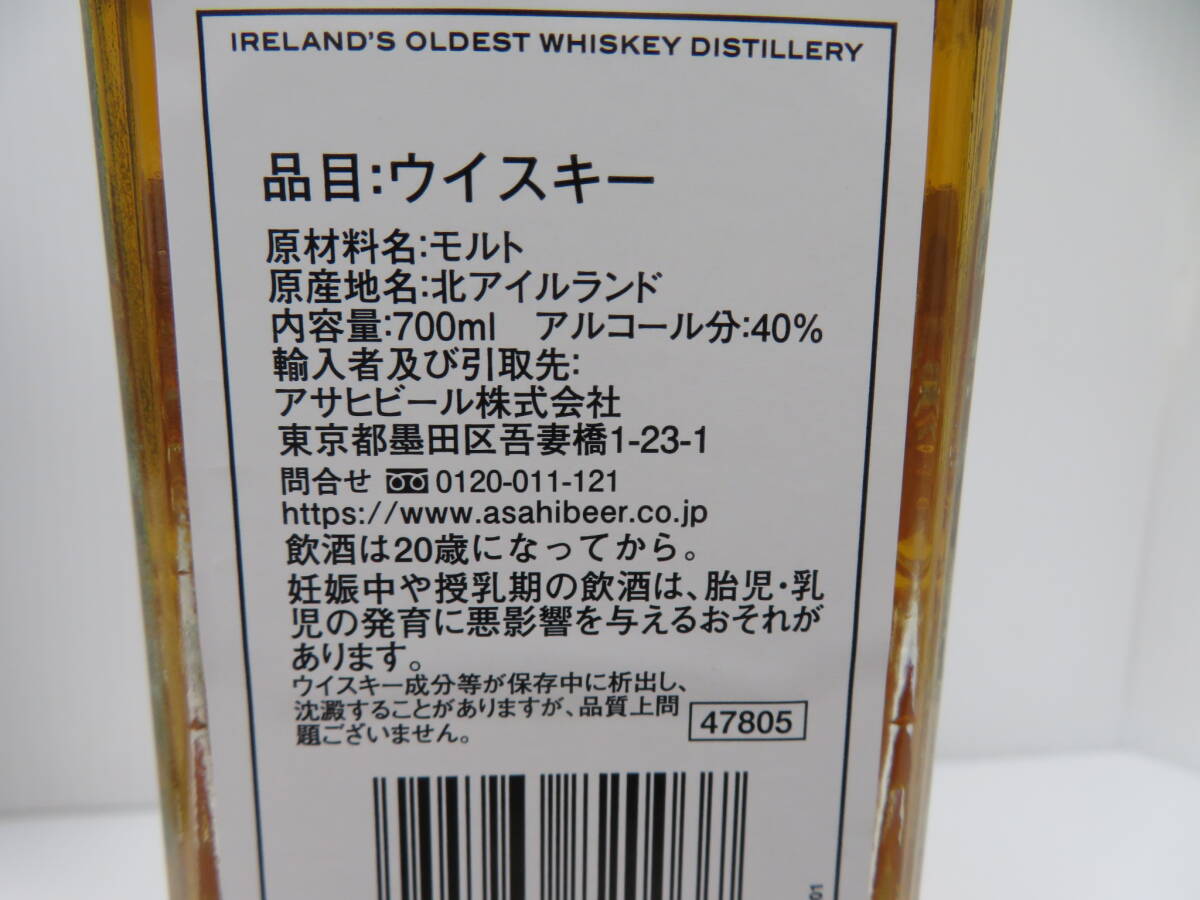 IRELAND'S OLDEST WHISKEY DISTILLERY
品目:ウイスキー
原材料名:モルト
原産地名:北アイルランド
内容量:700ml アルコール分:40%
輸入者及び引取先:
アサヒビール株式会社
東京都墨田区吾妻橋1-23-1
問合せ 0120-011-121
https://www.asahibeer.co.jp
飲酒は20歳になってから。
妊娠中や授乳期の飲酒は、胎児・乳
児の発育に悪影響を与えるおそれが
あります。
ウイスキー成分等が保存中に析出し、
沈澱することがありますが、品質上問
題ございません。
47805
01